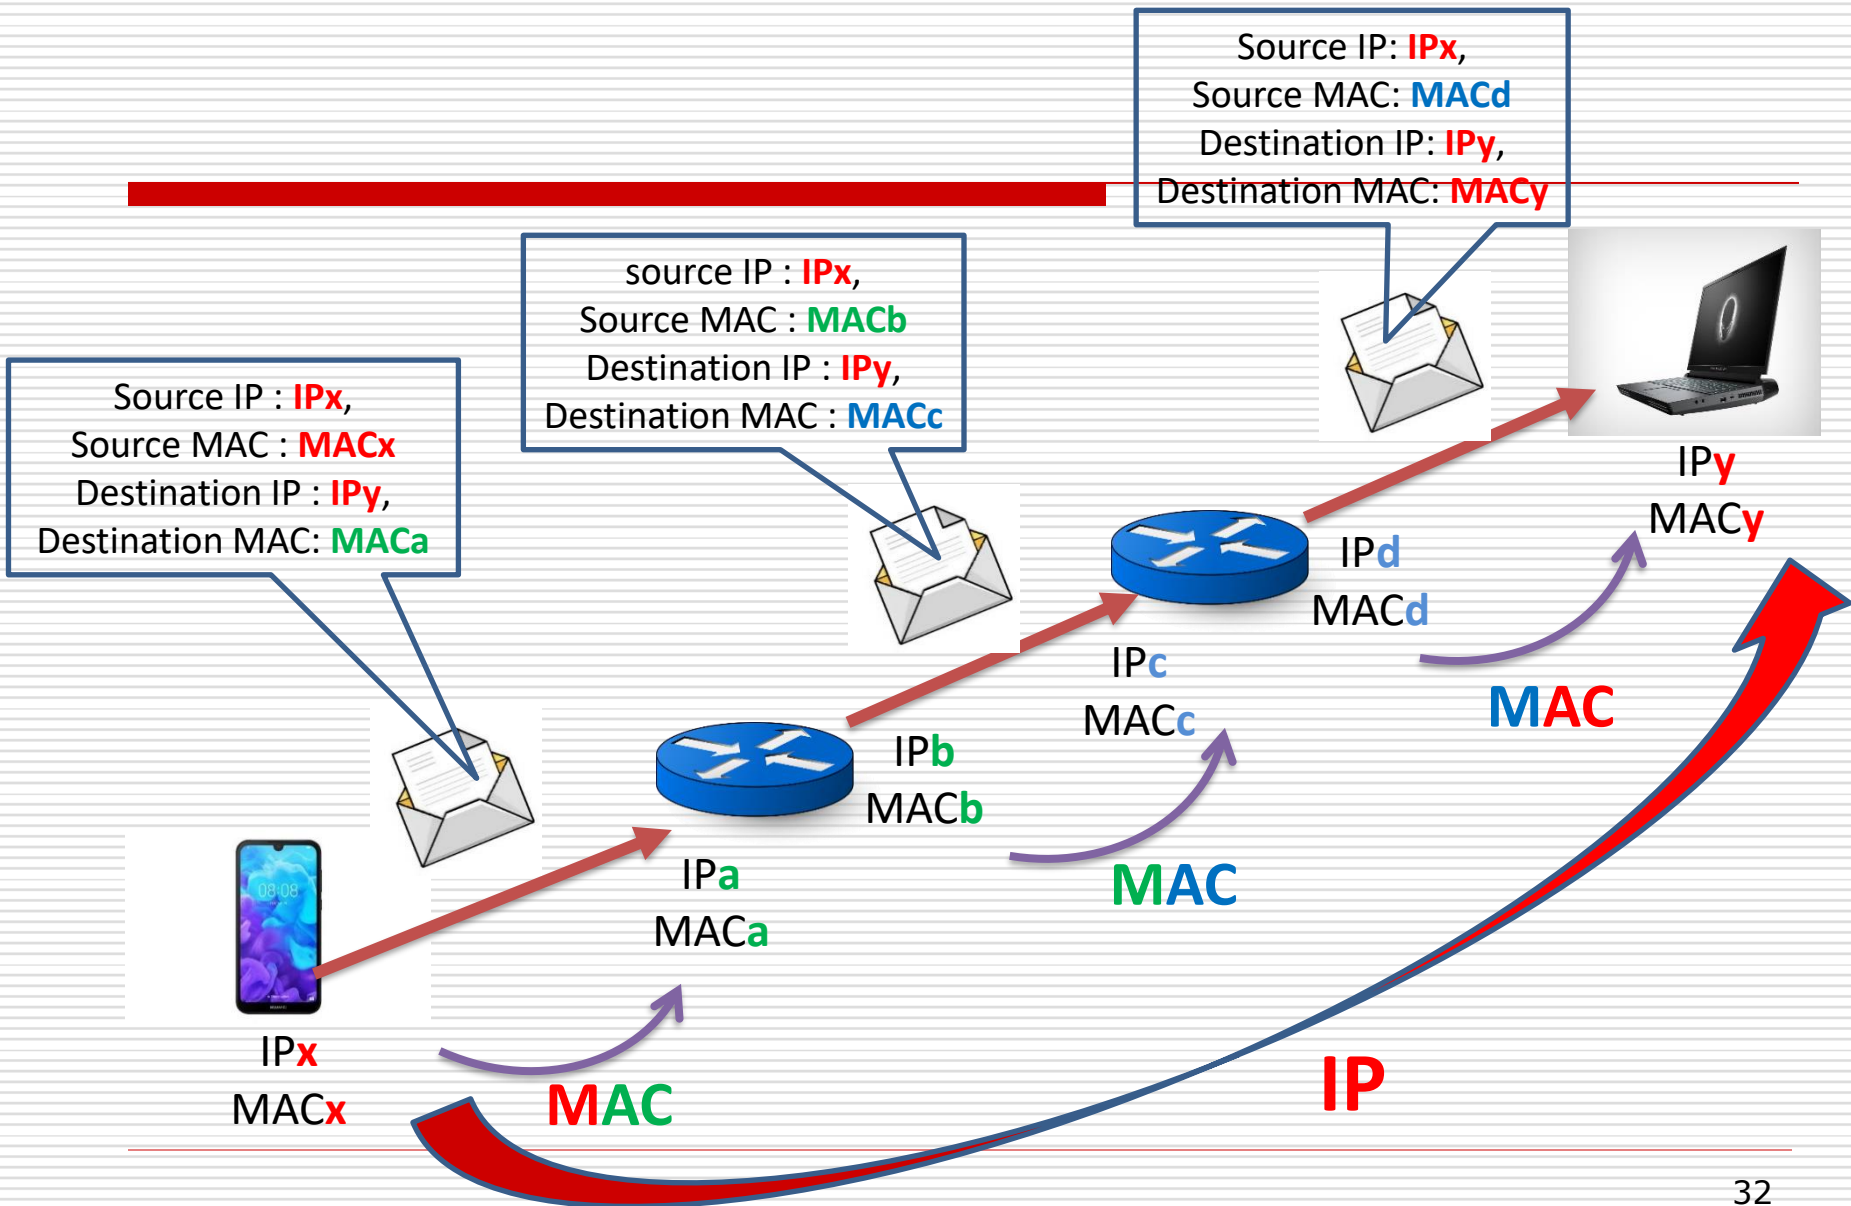 Source IP: IPx,
Source MAC: MACd
Destination IP: IPy,
Destination MAC: MACy
source IP : IPx,
Source MAC : MACb
Destination IP : IPy,
Destination MAC : MACc
Source IP : IPx,
Source MAC : MACx
Destination IP : IPy,
Destination MAC: MACa
IPy
MACy
IPd
MACd
IPc
MACc
MAC
IPb
MACb
MAC
IPa
MACa
08:08
IPx
MACx
MAC
IP
32